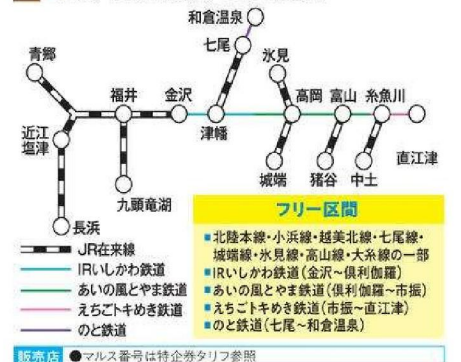 和倉温泉
七尾
氷見
青郷
福井
金沢
高岡
富山
糸魚川
近江
塩津
津幡
直江津
城端
猪谷
中土
九頭竜湖
長浜
JR在来線
IRいしかわ鉄道
あいの風とやま鉄道
えちごトキめき鉄道
のと鉄道
フリー区間
■北陸本線・小浜線・越美北線・七尾線・
城端線・氷見線・高山線・大糸線の一部
■IRいしかわ鉄道(金沢～倶利伽羅)
■あいの風とやま鉄道(倶利伽羅～市振)
■えちごトキめき鉄道(市振～直江津)
■のと鉄道(七尾～和倉温泉)
販売店 ●マルス番号は特企券タリフ参照